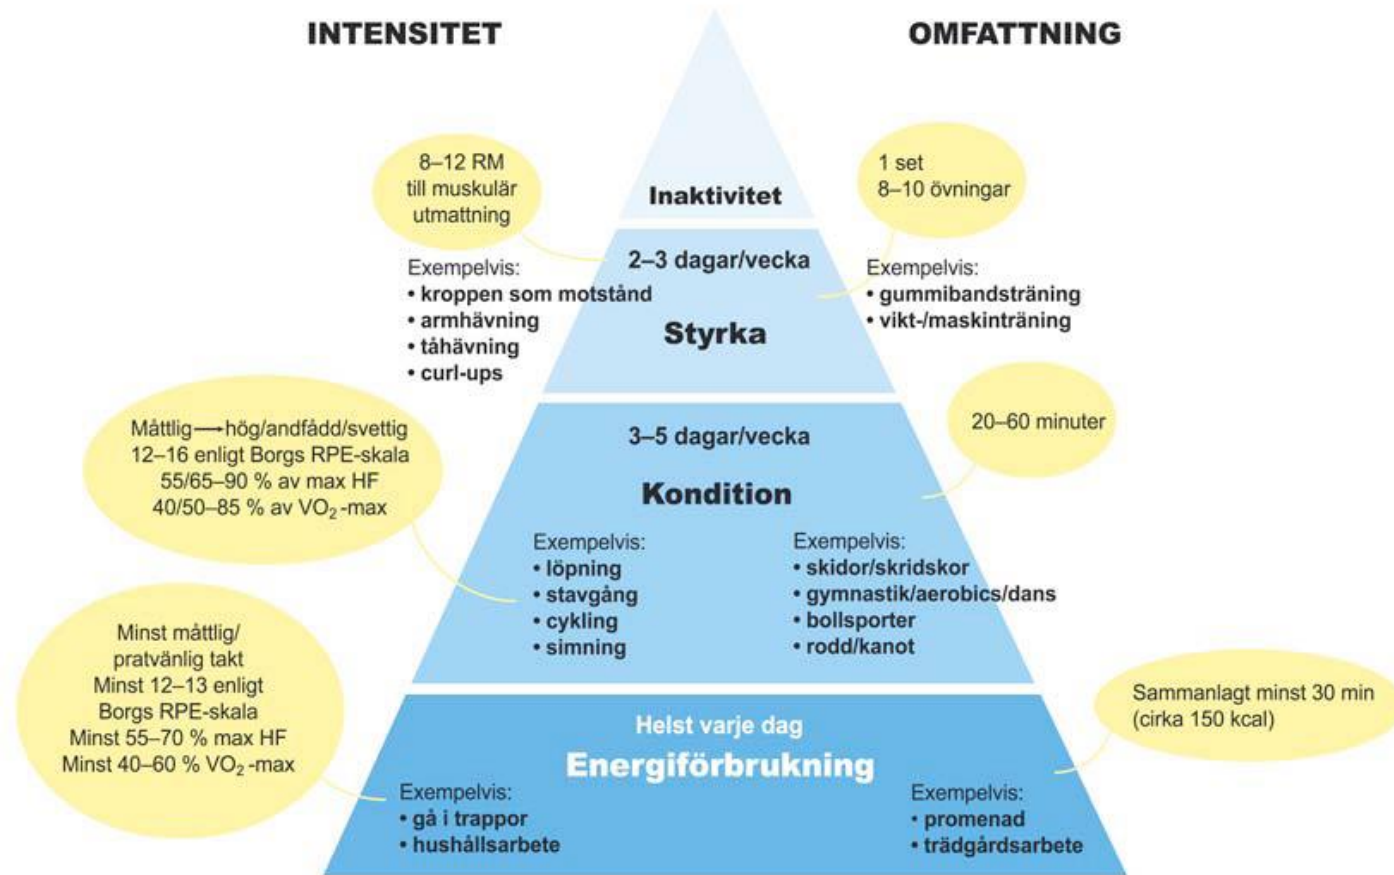 INTENSITET
OMFATTNING
8–12 RM
till muskulär
utmattning
1 set
8–10 övningar
Inaktivitet
2–3 dagar/vecka
Styrka
Exempelvis:
• kroppen som motstånd
• armhävning
• tåhävning
• curl-ups
Exempelvis:
• gummibandsträning
• vikt-/maskinträning
Måttlig→hög/andfådd/svettig
12–16 enligt Borgs RPE-skala
55/65–90 % av max HF
40/50–85 % av VO₂-max
3–5 dagar/vecka
Kondition
20–60 minuter
Exempelvis:
• löpning
• stavgång
• cykling
• simning
Exempelvis:
• skidor/skridskor
• gymnastik/aerobics/dans
• bollsporter
• rodd/kanot
Minst måttlig/
pratvänlig takt
Minst 12–13 enligt
Borgs RPE-skala
Minst 55–70 % max HF
Minst 40–60 % VO₂-max
Helst varje dag
Energiförbrukning
Sammanlagt minst 30 min
(cirka 150 kcal)
Exempelvis:
• gå i trappor
• hushållsarbete
Exempelvis:
• promenad
• trädgårdsarbete